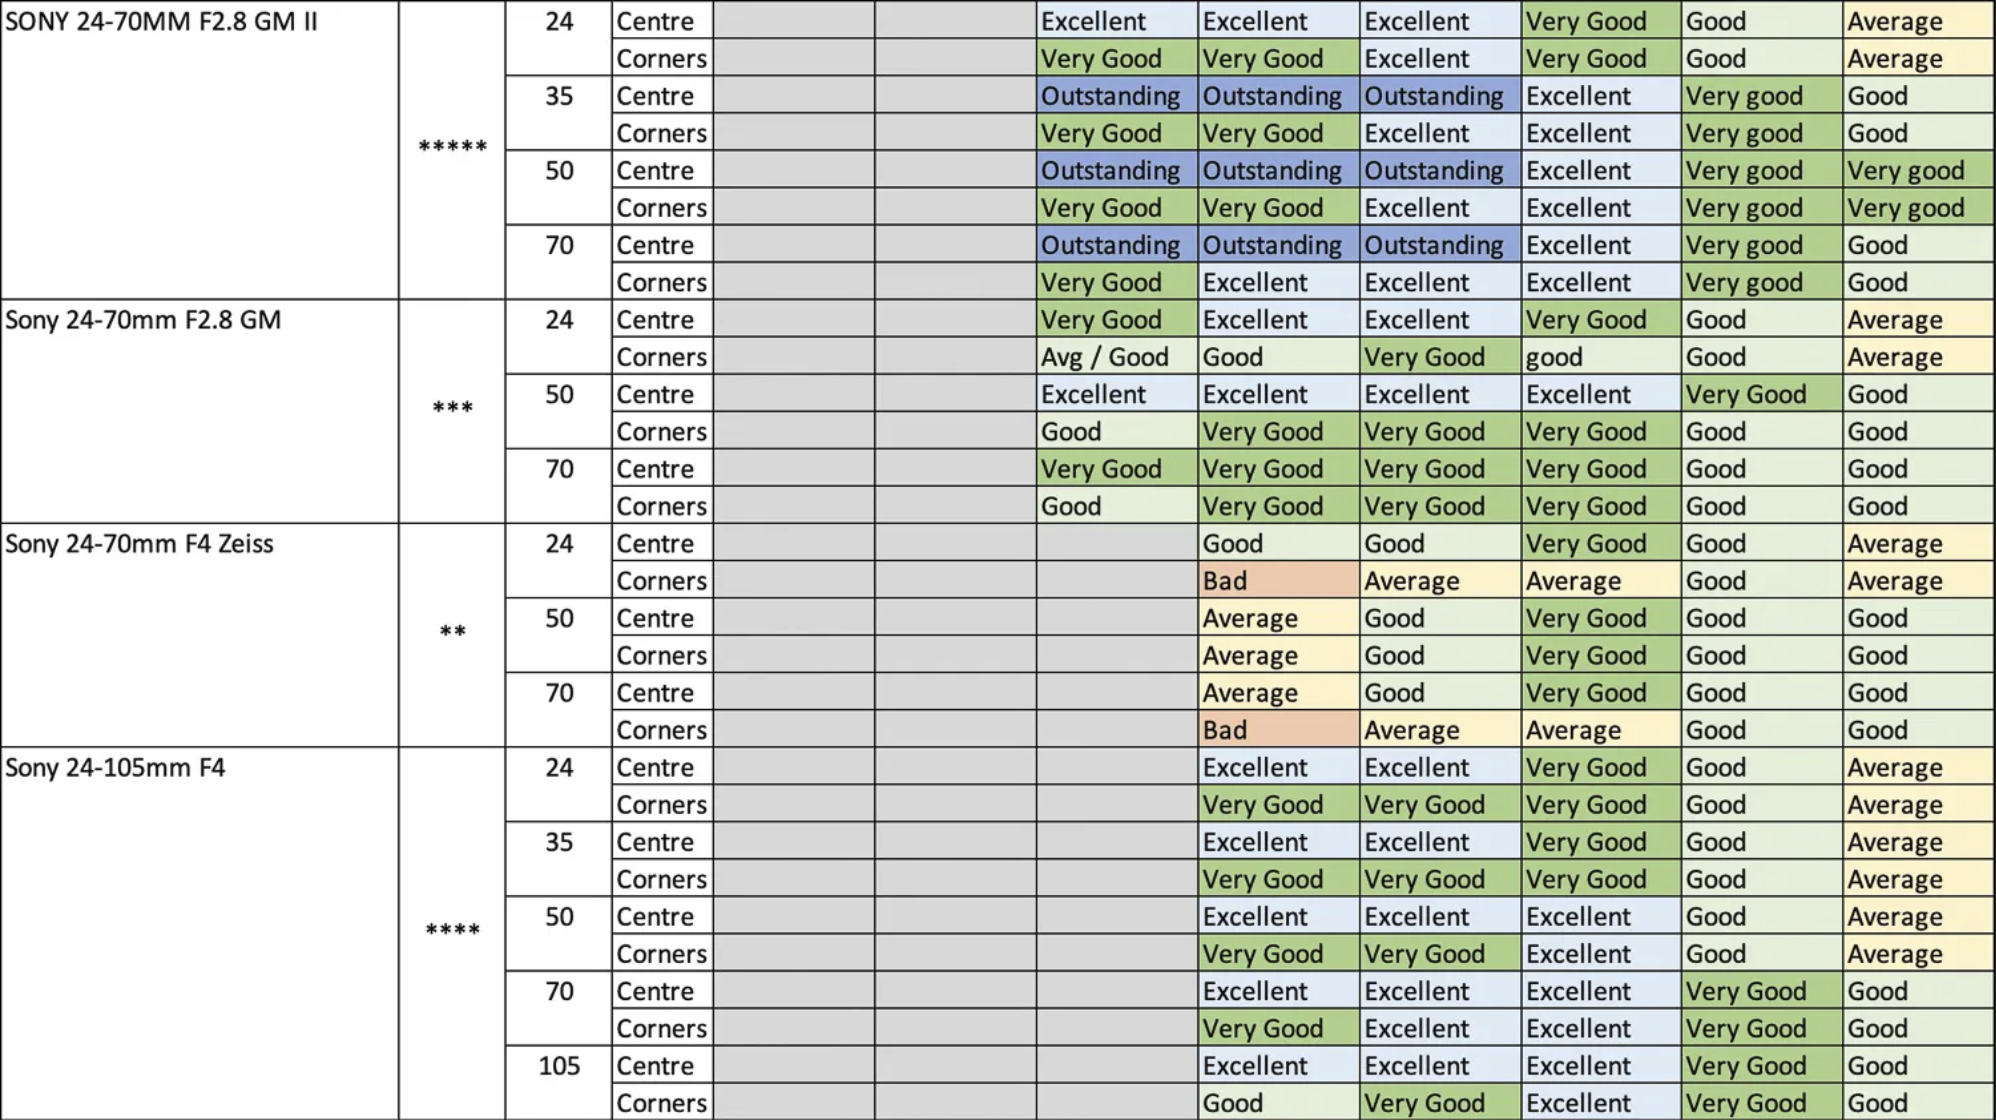 SONY 24-70MM F2.8 GM II ***** 24 Centre Excellent Excellent Excellent Very Good Good Average
Corners Very Good Very Good Excellent Very Good Good Average
35 Centre Outstanding Outstanding Outstanding Excellent Very good Good
Corners Very Good Very Good Excellent Excellent Very good Good
50 Centre Outstanding Outstanding Outstanding Excellent Very good Very good
Corners Very Good Very Good Excellent Excellent Very good Very good
70 Centre Outstanding Outstanding Outstanding Excellent Very good Good
Corners Very Good Excellent Excellent Excellent Very good Good
Sony 24-70mm F2.8 GM *** 24 Centre Very Good Excellent Excellent Very Good Good Average
Corners Avg / Good Good Very Good good Good Average
50 Centre Excellent Excellent Excellent Excellent Very Good Good
Corners Good Very Good Very Good Very Good Good Good
70 Centre Very Good Very Good Very Good Very Good Good Good
Corners Good Very Good Very Good Very Good Good Good
Sony 24-70mm F4 Zeiss ** 24 Centre Good Good Very Good Good Average
Corners Bad Average Average Good Average
50 Centre Average Good Very Good Good Good
Corners Average Good Very Good Good Good
70 Centre Average Good Very Good Good Good
Corners Bad Average Average Good Good
Sony 24-105mm F4 **** 24 Centre Excellent Excellent Very Good Good Average
Corners Very Good Very Good Very Good Good Average
35 Centre Excellent Excellent Very Good Good Average
Corners Very Good Very Good Very Good Good Average
50 Centre Excellent Excellent Excellent Good Average
Corners Very Good Very Good Excellent Good Average
70 Centre Excellent Excellent Excellent Very Good Good
Corners Very Good Excellent Excellent Very Good Good
105 Centre Excellent Excellent Excellent Very Good Good
Corners Good Very Good Excellent Very Good Good